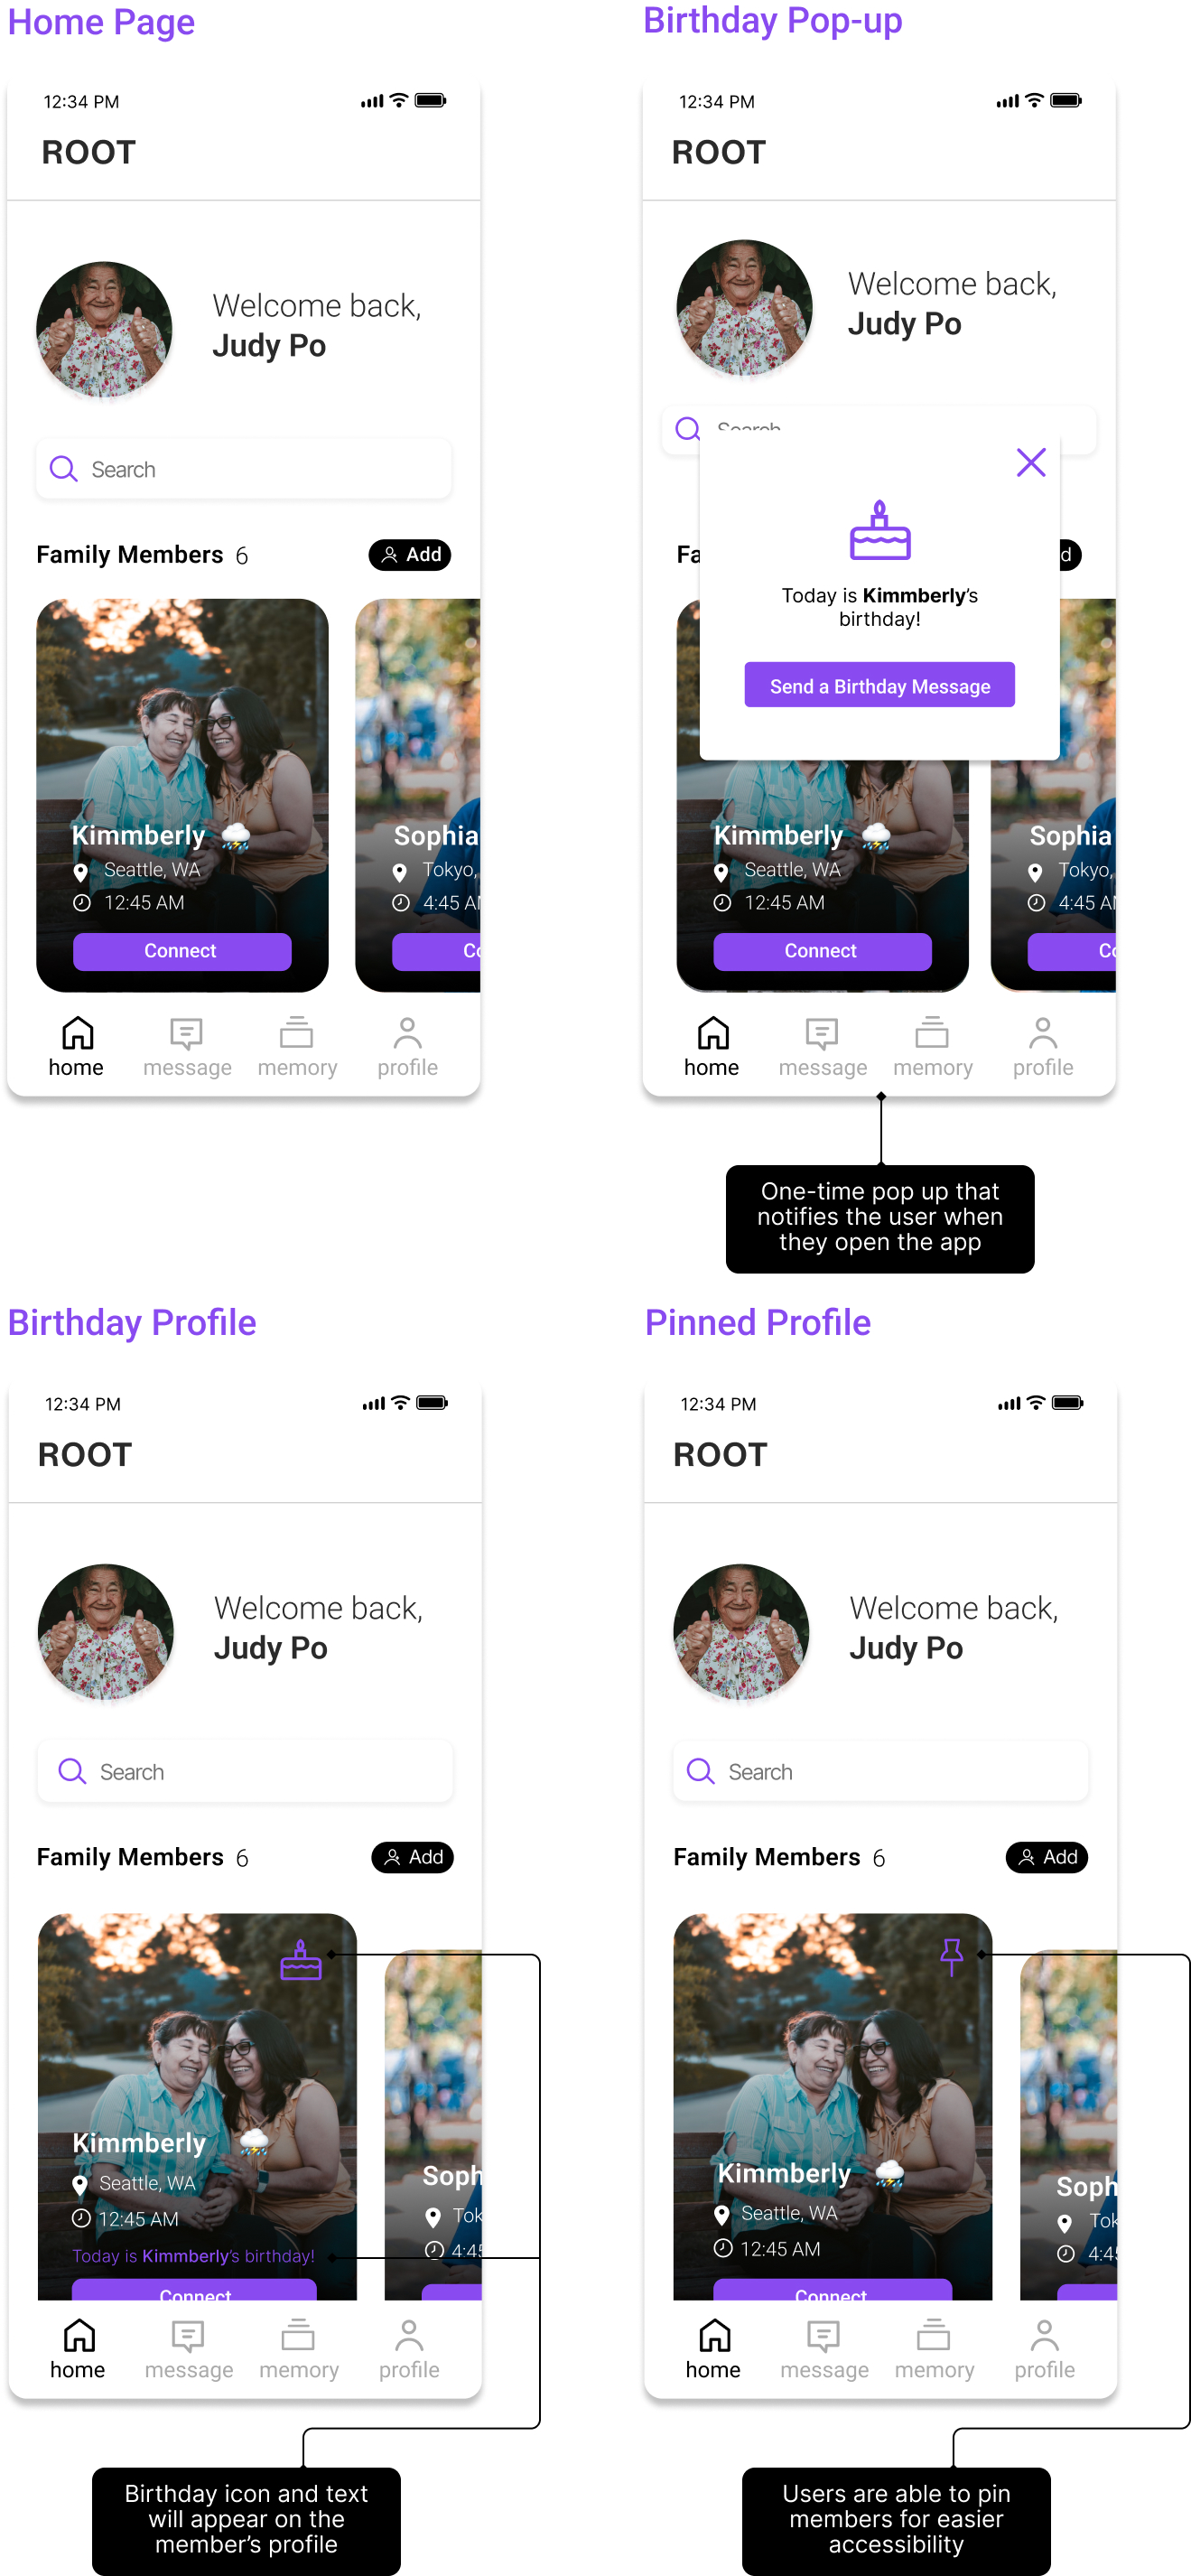 Home Page
12:34 PM
ROOT
Welcome back,
Judy Po
Search
Family Members 6
Add
Kimmberly
Seattle, WA
12:45 AM
Connect
Sophia
Tokyo,
4:45 AM
Co
home
message
memory
profile
Birthday Pop-up
12:34 PM
ROOT
Welcome back,
Judy Po
Search
Fa
d
Today is Kimmberly's
birthday!
Send a Birthday Message
Kimmberly
Seattle, WA
12:45 AM
Connect
Sophia
Tokyo,
4:45 AM
Co
home
message
memory
profile
One-time pop up that
notifies the user when
they open the app
Birthday Profile
12:34 PM
ROOT
Welcome back,
Judy Po
Search
Family Members 6
Add
Kimmberly
Seattle, WA
12:45 AM
Today is Kimmberly's birthday!
Connect
Soph
Tok
4:45
home
message
memory
profile
Birthday icon and text
will appear on the
member's profile
Pinned Profile
12:34 PM
ROOT
Welcome back,
Judy Po
Search
Family Members 6
Add
Kimmberly
Seattle, WA
12:45 AM
Connect
Soph
Tok
4:45
home
message
memory
profile
Users are able to pin
members for easier
accessibility